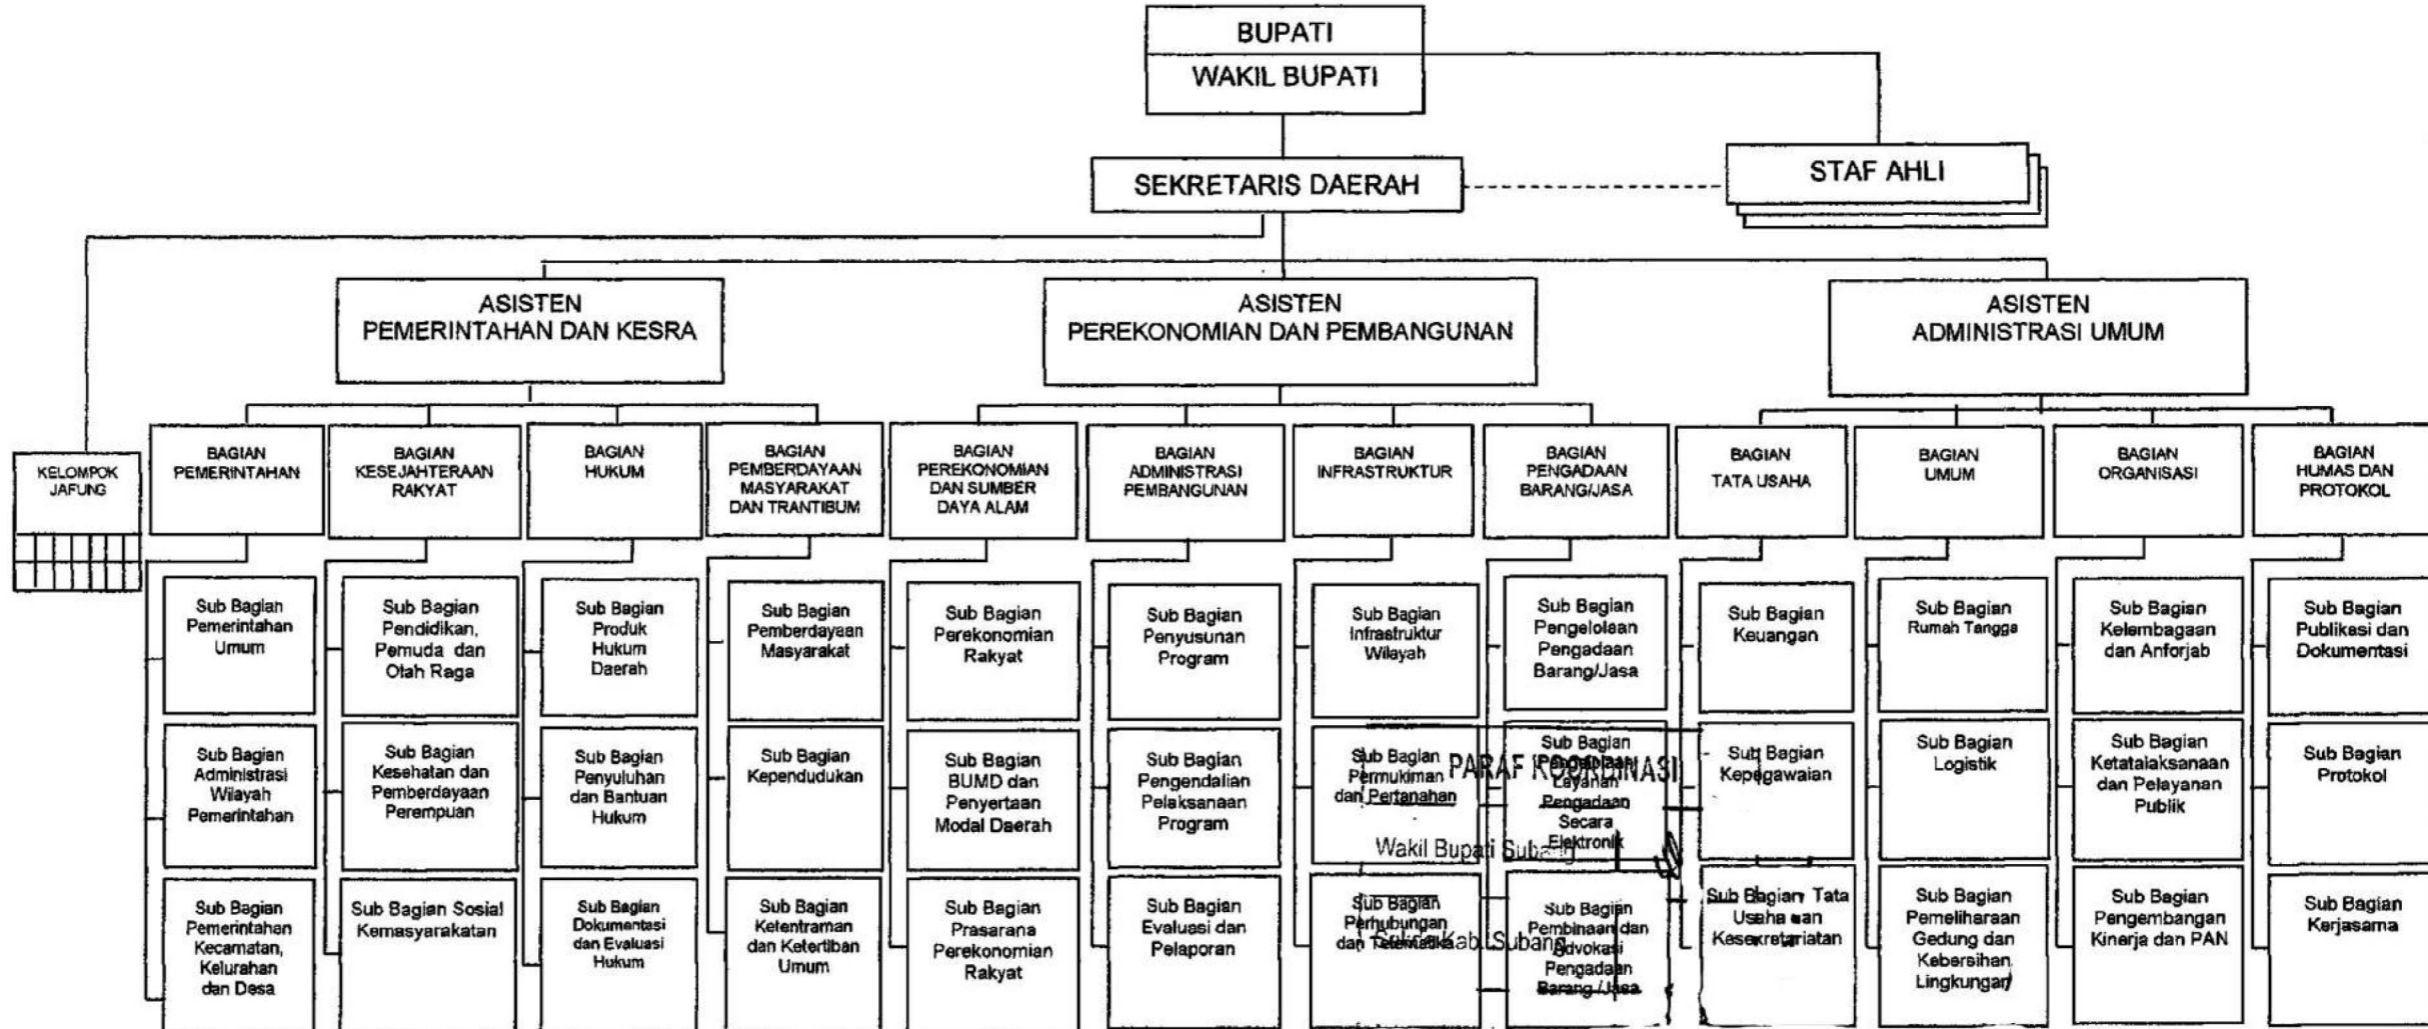 BUPATI
WAKIL BUPATI
SEKRETARIS DAERAH
STAF AHLI
ASISTEN
PEMERINTAHAN DAN KESRA
ASISTEN
PEREKONOMIAN DAN PEMBANGUNAN
ASISTEN
ADMINISTRASI UMUM
KELOMPOK
JAFUNG
BAGIAN
PEMERINTAHAN
BAGIAN
KESEJAHTERAAN
RAKYAT
BAGIAN
HUKUM
BAGIAN
PEMBERDAYAAN
MASYARAKAT
DAN TRANTIBUM
BAGIAN
PEREKONOMIAN
DAN SUMBER
DAYA ALAM
BAGIAN
ADMINISTRASI
PEMBANGUNAN
BAGIAN
INFRASTRUKTUR
BAGIAN
PENGADAAN
BARANG/JASA
BAGIAN
TATA USAHA
BAGIAN
UMUM
BAGIAN
ORGANISASI
BAGIAN
HUMAS DAN
PROTOKOL
Sub Bagian
Pemerintahan
Umum
Sub Bagian
Pendidikan,
Pemuda dan
Olah Raga
Sub Bagian
Produk
Hukum
Daerah
Sub Bagian
Pemberdayaan
Masyarakat
Sub Bagian
Perekonomian
Rakyat
Sub Bagian
Penyusunan
Program
Sub Bagian
Infrastruktur
Wilayah
Sub Bagian
Pengelolaan
Pengadaan
Barang/Jasa
Sub Bagian
Keuangan
Sub Bagian
Rumah Tangga
Sub Bagian
Kelembagaan
dan Anforjab
Sub Bagian
Publikasi dan
Dokumentasi
Sub Bagian
Administrasi
Wilayah
Pemerintahan
Sub Bagian
Kesehatan dan
Pemberdayaan
Perempuan
Sub Bagian
Penyuluhan
dan Bantuan
Hukum
Sub Bagian
Kependudukan
Sub Bagian
BUMD dan
Penyertaan
Modal Daerah
Sub Bagian
Pengendalian
Pelaksanaan
Program
Sub Bagian
Permukiman
dan Pertanahan
Sub Bagian
Pengelolaan
Layanan
Pengadaan
Secara
Elektronik
PARAF KOORDINASI
Wakil Bupati Subang
Sub Bagian
Kepegawaian
Sub Bagian
Logistik
Sub Bagian
Ketatalaksanaan
dan Pelayanan
Publik
Sub Bagian
Protokol
Sub Bagian
Pemerintahan
Kecamatan,
Kelurahan
dan Desa
Sub Bagian Sosial
Kemasyarakatan
Sub Bagian
Dokumentasi
dan Evaluasi
Hukum
Sub Bagian
Ketentraman
dan Ketertiban
Umum
Sub Bagian
Prasarana
Perekonomian
Rakyat
Sub Bagian
Evaluasi dan
Pelaporan
Sub Bagian
Perhubungan
dan Telematika
Kab. Subang
Sub Bagian
Pembinaan dan
Advokasi
Pengadaan
Barang /Jasa
Sub Bagian Tata
Usaha dan
Kesekretariatan
Sub Bagian
Pemeliharaan
Gedung dan
Kebersihan
Lingkungan
Sub Bagian
Pengembangan
Kinerja dan PAN
Sub Bagian
Kerjasama